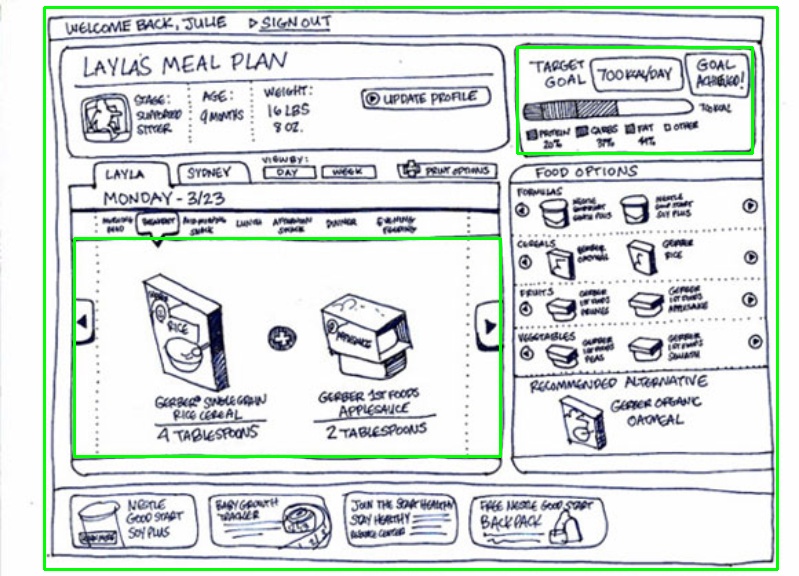 WELCOME BACK, JULIE ▷ SIGN OUT
LAYLA'S MEAL PLAN
STAGE:
SUPPORTED
SITTER
AGE:
9 MONTHS
WEIGHT:
16 LBS
8 OZ.
UPDATE PROFILE
TARGET
GOAL
700 KCAL/DAY
GOAL
ACHIEVED!
700 KCAL
PROTEIN
20%
CARBS
37%
FAT
OTHER
LAYLA
SYDNEY
VIEW BY:
DAY
WEEK
PRINT OPTIONS
MONDAY - 3/23
MORNING
FEED
BREAKFAST
MID-MORNING
SNACK
LUNCH
AFTERNOON
SNACK
DINNER
EVENING
FEEDING
RICE
APPLESAUCE
GERBER® SINGLE GRAIN
RICE CEREAL
4 TABLESPOONS
GERBER 1ST FOODS
APPLESAUCE
2 TABLESPOONS
FOOD OPTIONS
FORMULAS
NESTLE
GOOD START
PLUS
NESTLE
GOOD START
SOY PLUS
CEREALS
GERBER
OATMEAL
GERBER
RICE
FRUITS
GERBER
1ST FOODS
PRUNES
GERBER
1ST FOODS
APPLESAUCE
VEGETABLES
GERBER
1ST FOODS
PEAS
GERBER
1ST FOODS
SQUASH
RECOMMENDED ALTERNATIVE
GERBER ORGANIC
OATMEAL
NESTLE
GOOD START
SOY PLUS
BABY GROWTH
TRACKER
JOIN THE START HEALTHY
STAY HEALTHY
RESOURCE CENTER
FREE NESTLE GOOD START
BACKPACK